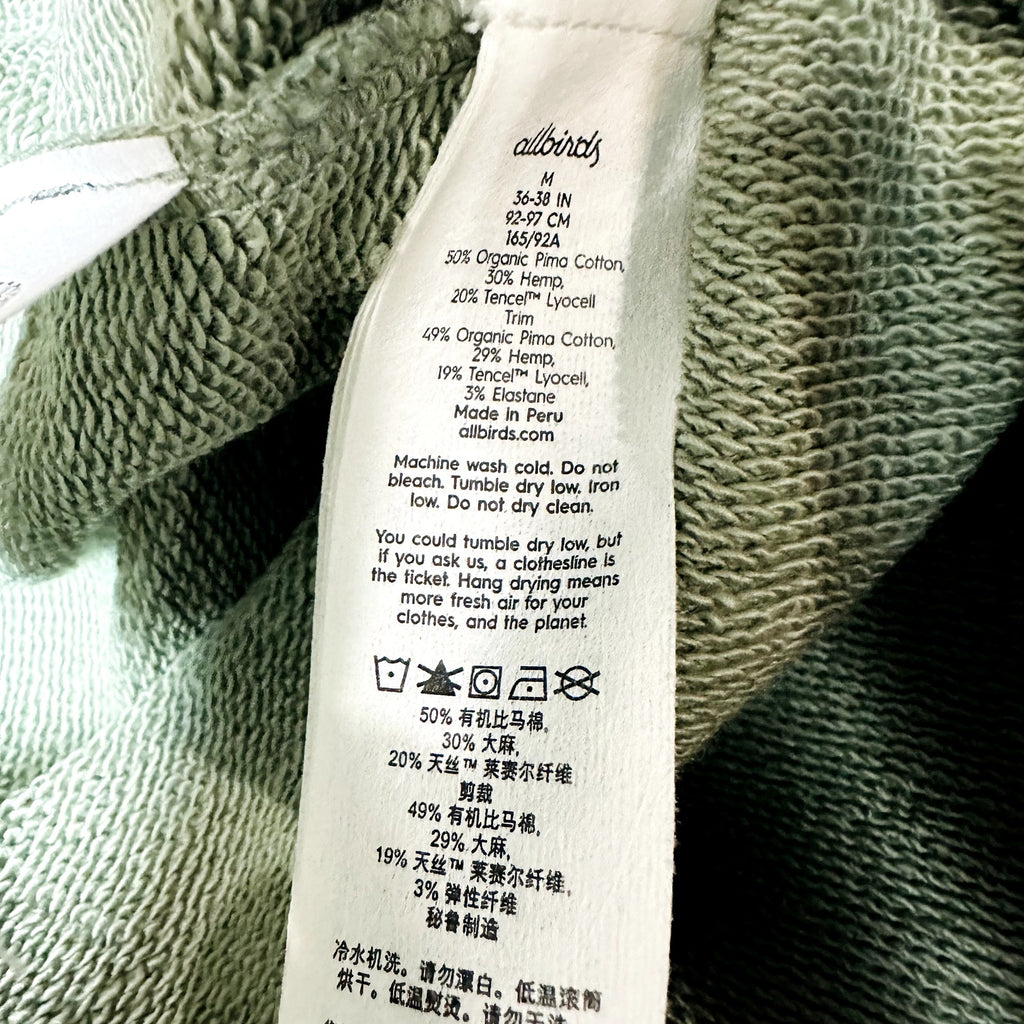 allbirds
M
36-38 IN
92-97 CM
165/92A
50% Organic Pima Cotton,
30% Hemp,
20% Tencel™ Lyocell
Trim
49% Organic Pima Cotton,
29% Hemp,
19% Tencel™ Lyocell,
3% Elastane
Made in Peru
allbirds.com
Machine wash cold. Do not
bleach. Tumble dry low. Iron
low. Do not dry clean.
You could tumble dry low, but
if you ask us, a clothesline is
the ticket. Hang drying means
more fresh air for your
clothes, and the planet.
50% 有机比马棉,
30% 大麻,
20% 天丝™ 莱赛尔纤维
剪裁
49% 有机比马棉,
29% 大麻,
19% 天丝™ 莱赛尔纤维,
3% 弹性纤维
秘鲁制造
冷水机洗。请勿漂白。低温滚筒
烘干。低温熨烫。请勿干洗